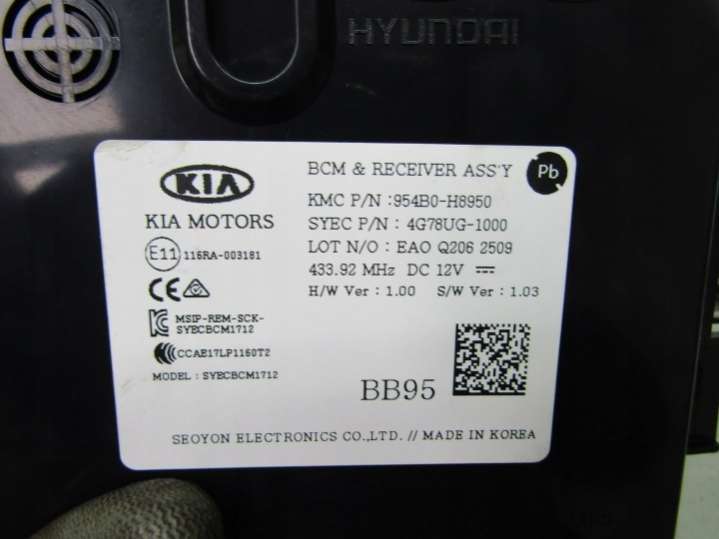 HYUNDAI
KIA
KIA MOTORS
E11 116RA-003181
CE
MSIP-REM-SCK-
SYECBCM1712
CCAE17LP1160T2
MODEL : SYECBCM1712
BCM & RECEIVER ASS'Y
Pb
KMC P/N :954B0-H8950
SYEC P/N : 4G78UG-1000
LOT N/O : EAO Q206 2509
433.92 MHz DC 12V
H/W Ver : 1.00 S/W Ver : 1.03
BB95
SEOYON ELECTRONICS CO.,LTD. // MADE IN KOREA